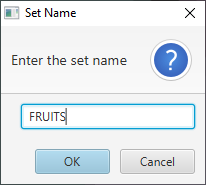 Set Name
Enter the set name
?
FRUITS
OK
Cancel